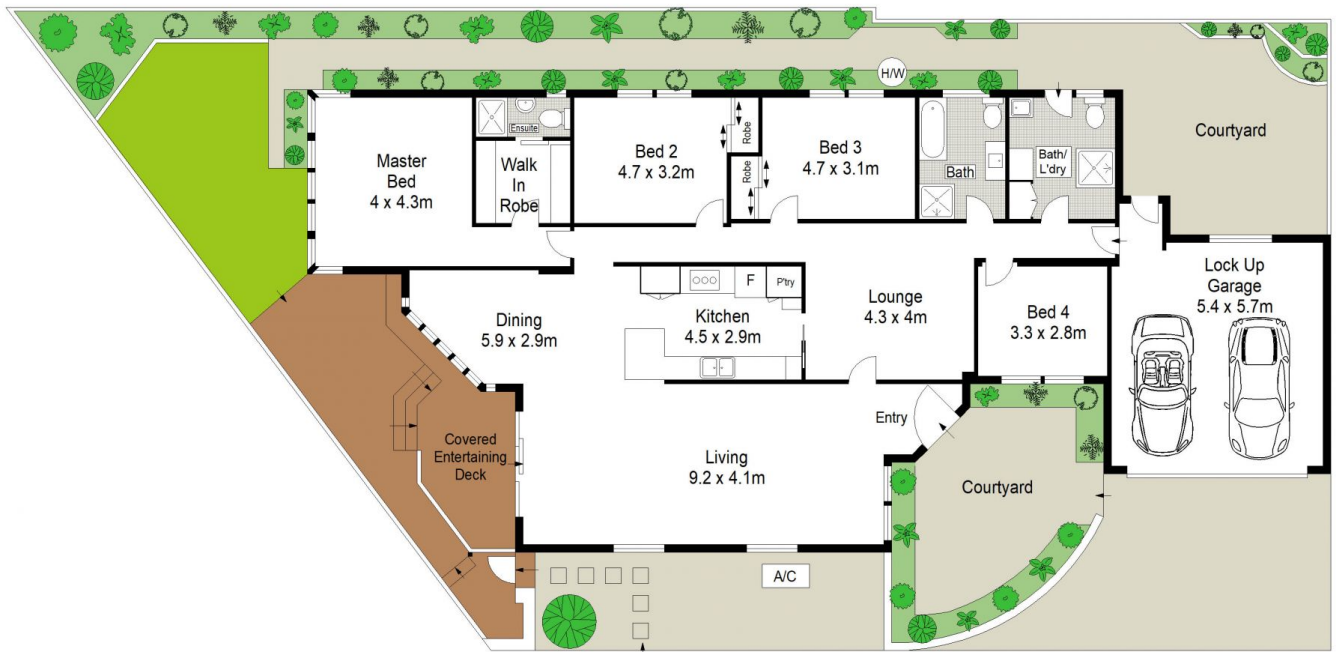 H/W
Ensuite
Master
Bed
4 x 4.3m
Walk
In
Robe
Bed 2
4.7 x 3.2m
Robe
Robe
Bed 3
4.7 x 3.1m
Bath
Bath/
L'dry
Courtyard
Lock Up
Garage
5.4 x 5.7m
Dining
5.9 x 2.9m
F
P'try
Kitchen
4.5 x 2.9m
Lounge
4.3 x 4m
Bed 4
3.3 x 2.8m
Covered
Entertaining
Deck
Living
9.2 x 4.1m
Entry
Courtyard
A/C